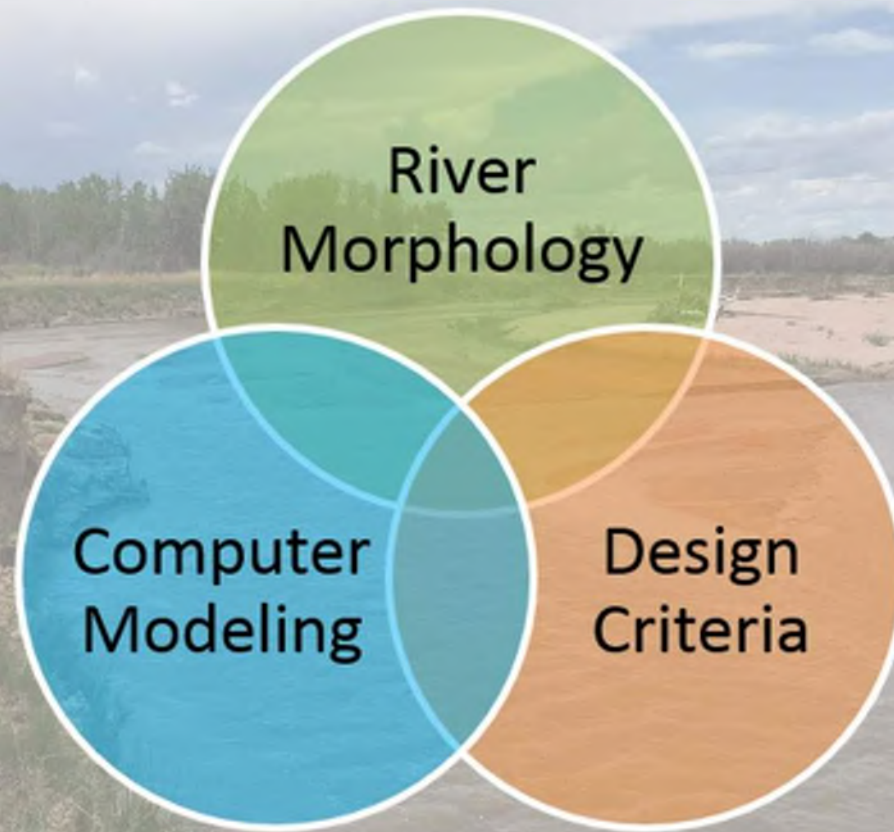 River
Morphology
Computer
Modeling
Design
Criteria